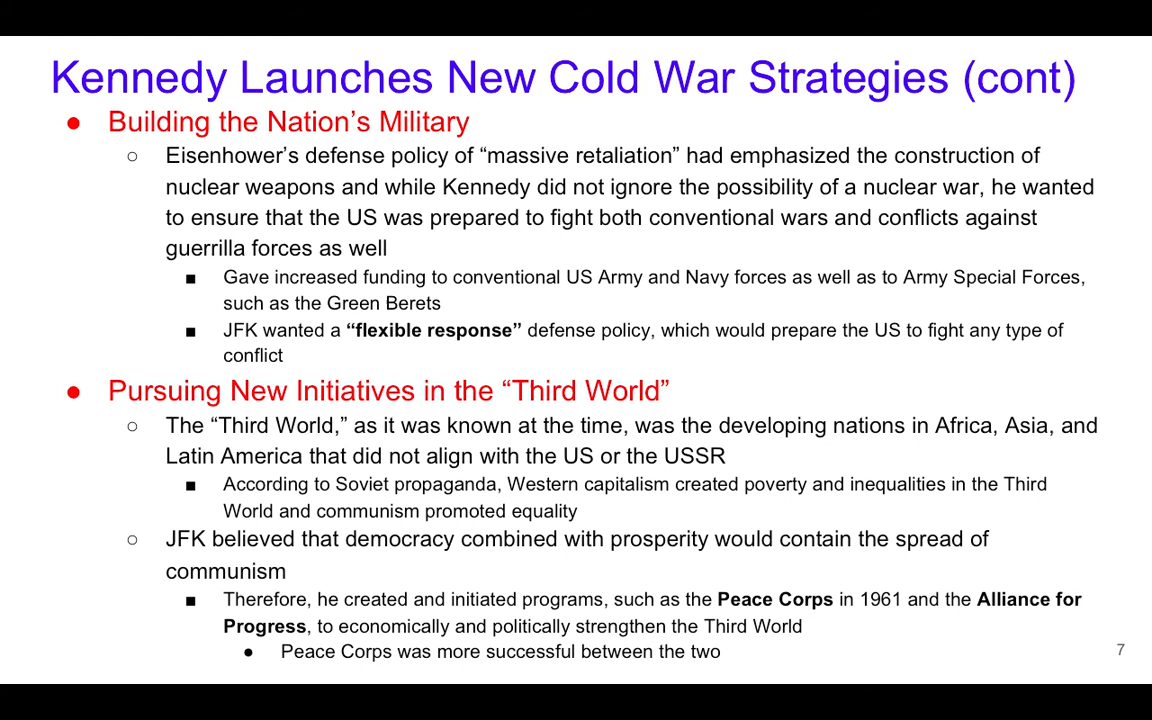 Kennedy Launches New Cold War Strategies (cont)
● Building the Nation’s Military
○ Eisenhower’s defense policy of “massive retaliation” had emphasized the construction of
nuclear weapons and while Kennedy did not ignore the possibility of a nuclear war, he wanted
to ensure that the US was prepared to fight both conventional wars and conflicts against
guerrilla forces as well
■ Gave increased funding to conventional US Army and Navy forces as well as to Army Special Forces,
such as the Green Berets
■ JFK wanted a “flexible response” defense policy, which would prepare the US to fight any type of
conflict
● Pursuing New Initiatives in the “Third World”
○ The “Third World,” as it was known at the time, was the developing nations in Africa, Asia, and
Latin America that did not align with the US or the USSR
■ According to Soviet propaganda, Western capitalism created poverty and inequalities in the Third
World and communism promoted equality
○ JFK believed that democracy combined with prosperity would contain the spread of
communism
■ Therefore, he created and initiated programs, such as the Peace Corps in 1961 and the Alliance for
Progress, to economically and politically strengthen the Third World
● Peace Corps was more successful between the two
7